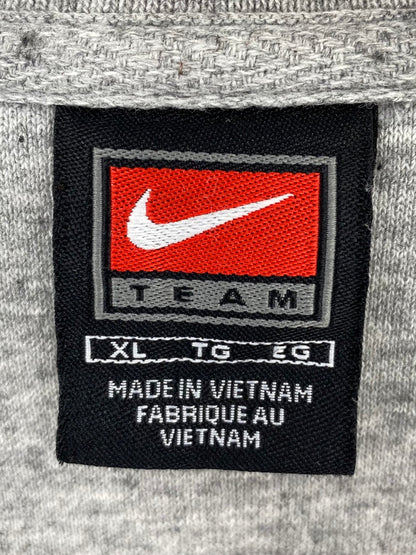 TEAM
XL TG EG
MADE IN VIETNAM
FABRIQUE AU
VIETNAM